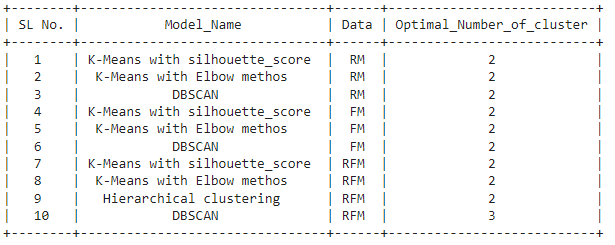 SL No. | Model_Name | Data | Optimal_Number_of_cluster
1 | K-Means with silhouette_score | RM | 2
2 | K-Means with Elbow methos | RM | 2
3 | DBSCAN | RM | 2
4 | K-Means with silhouette_score | FM | 2
5 | K-Means with Elbow methos | FM | 2
6 | DBSCAN | FM | 2
7 | K-Means with silhouette_score | RFM | 2
8 | K-Means with Elbow methos | RFM | 2
9 | Hierarchical clustering | RFM | 2
10 | DBSCAN | RFM | 3